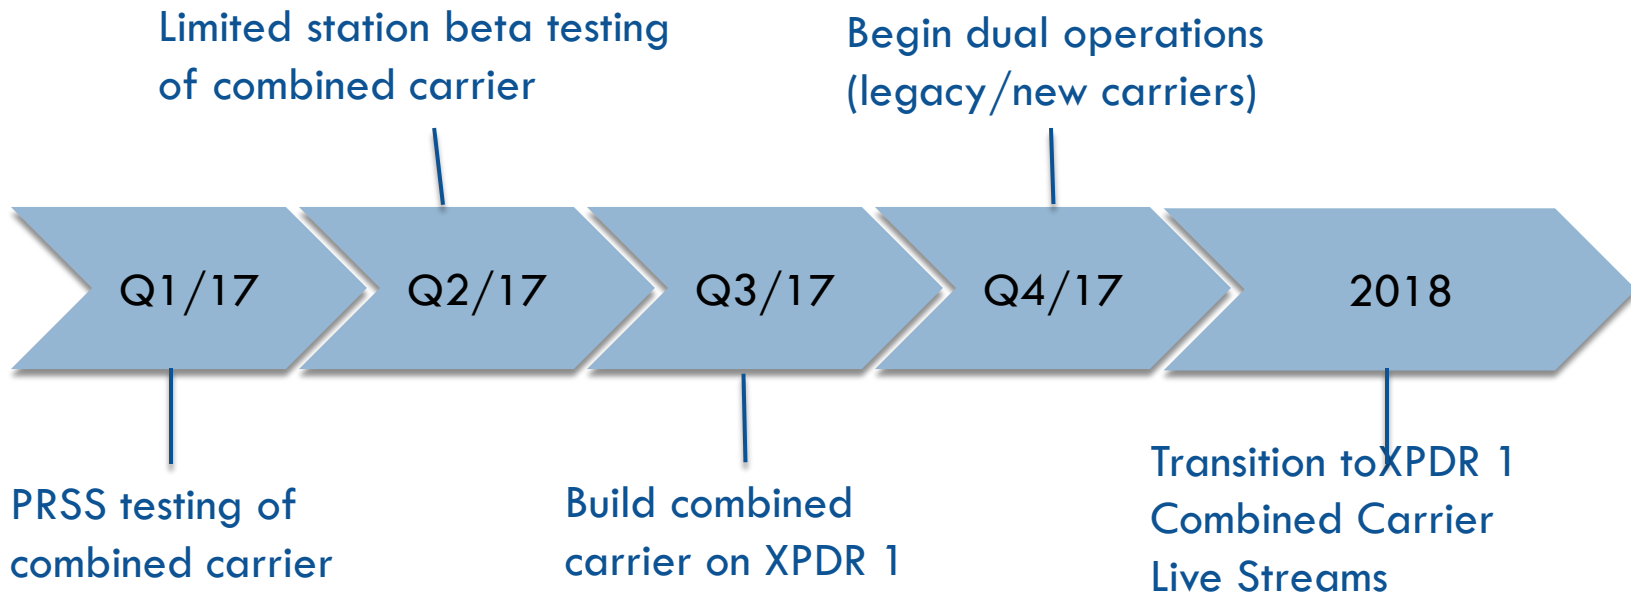 Limited station beta testing
of combined carrier
Begin dual operations
(legacy/new carriers)
Q1/17
Q2/17
Q3/17
Q4/17
2018
PRSS testing of
combined carrier
Build combined
carrier on XPDR 1
Transition toXPDR 1
Combined Carrier
Live Streams